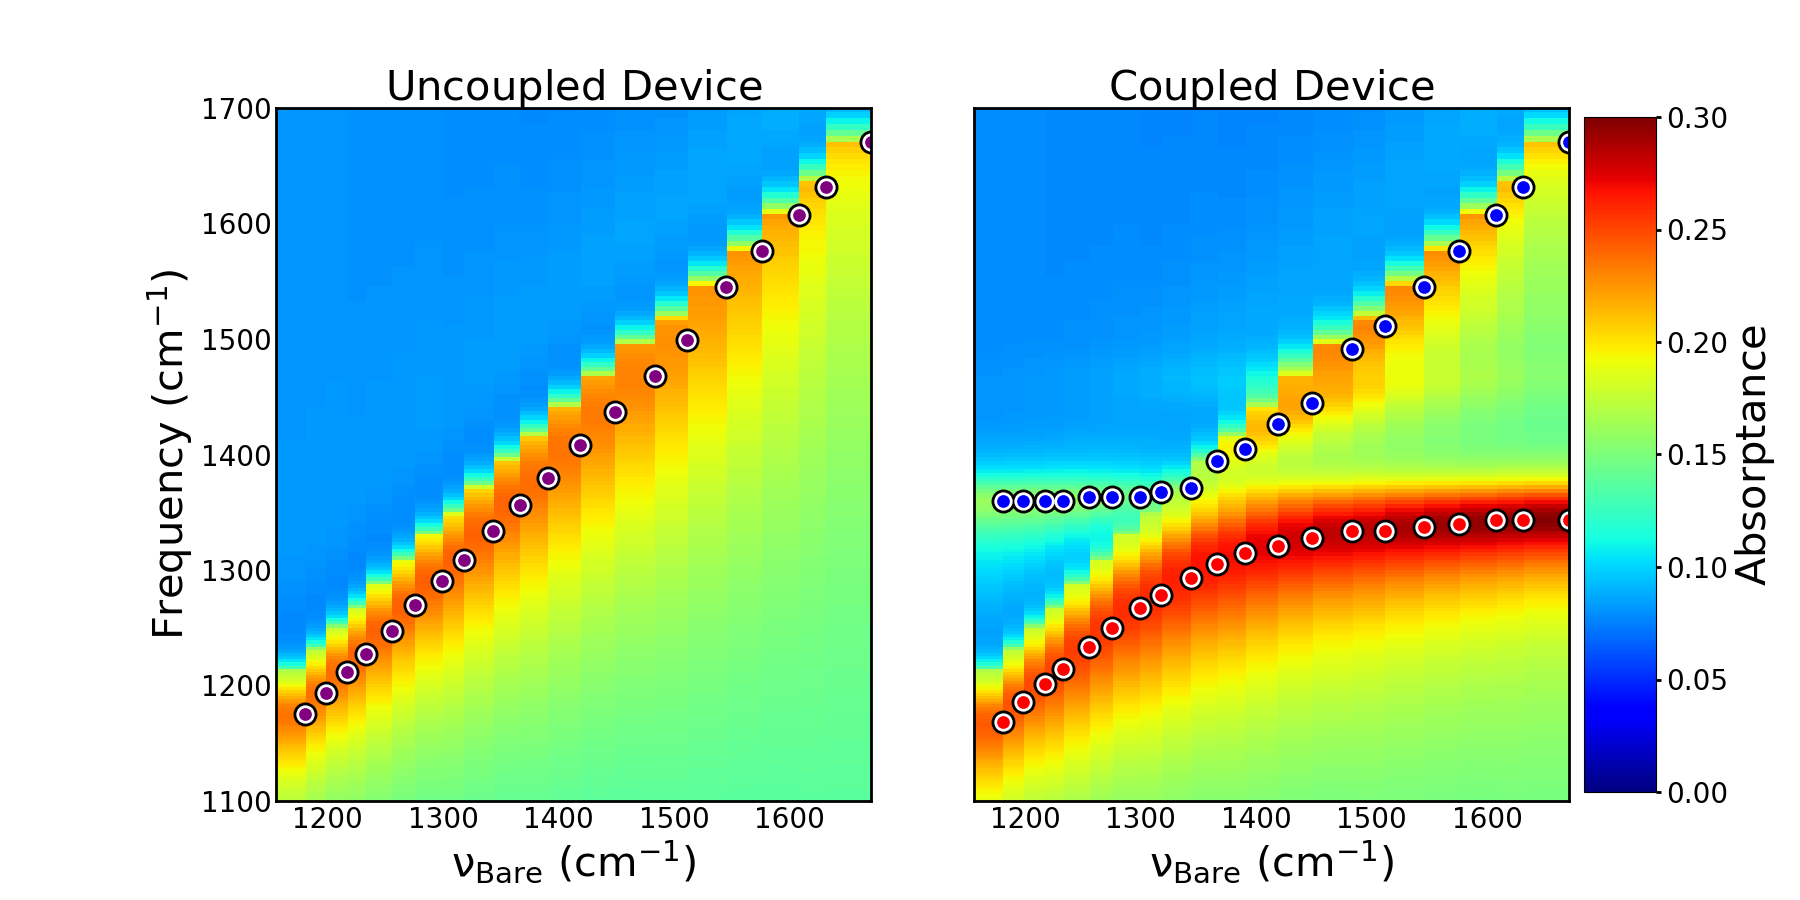 Uncoupled Device
Coupled Device
1700
1600
1500
1400
1300
1200
1100
Frequency (cm⁻¹)
1200 1300 1400 1500 1600
ν_Bare (cm⁻¹)
1200 1300 1400 1500 1600
ν_Bare (cm⁻¹)
0.30
0.25
0.20
0.15
0.10
0.05
0.00
Absorptance